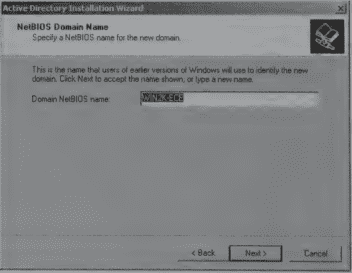 Active Directory Installation Wizard
NetBIOS Domain Name
Specify a NetBIOS name for the new domain.
This is the name that users of earlier versions of Windows will use to identify the new
domain. Click Next to accept the name shown, or type a new name.
Domain NetBIOS name:
WIN2K-ECE
< Back
Next >
Cancel